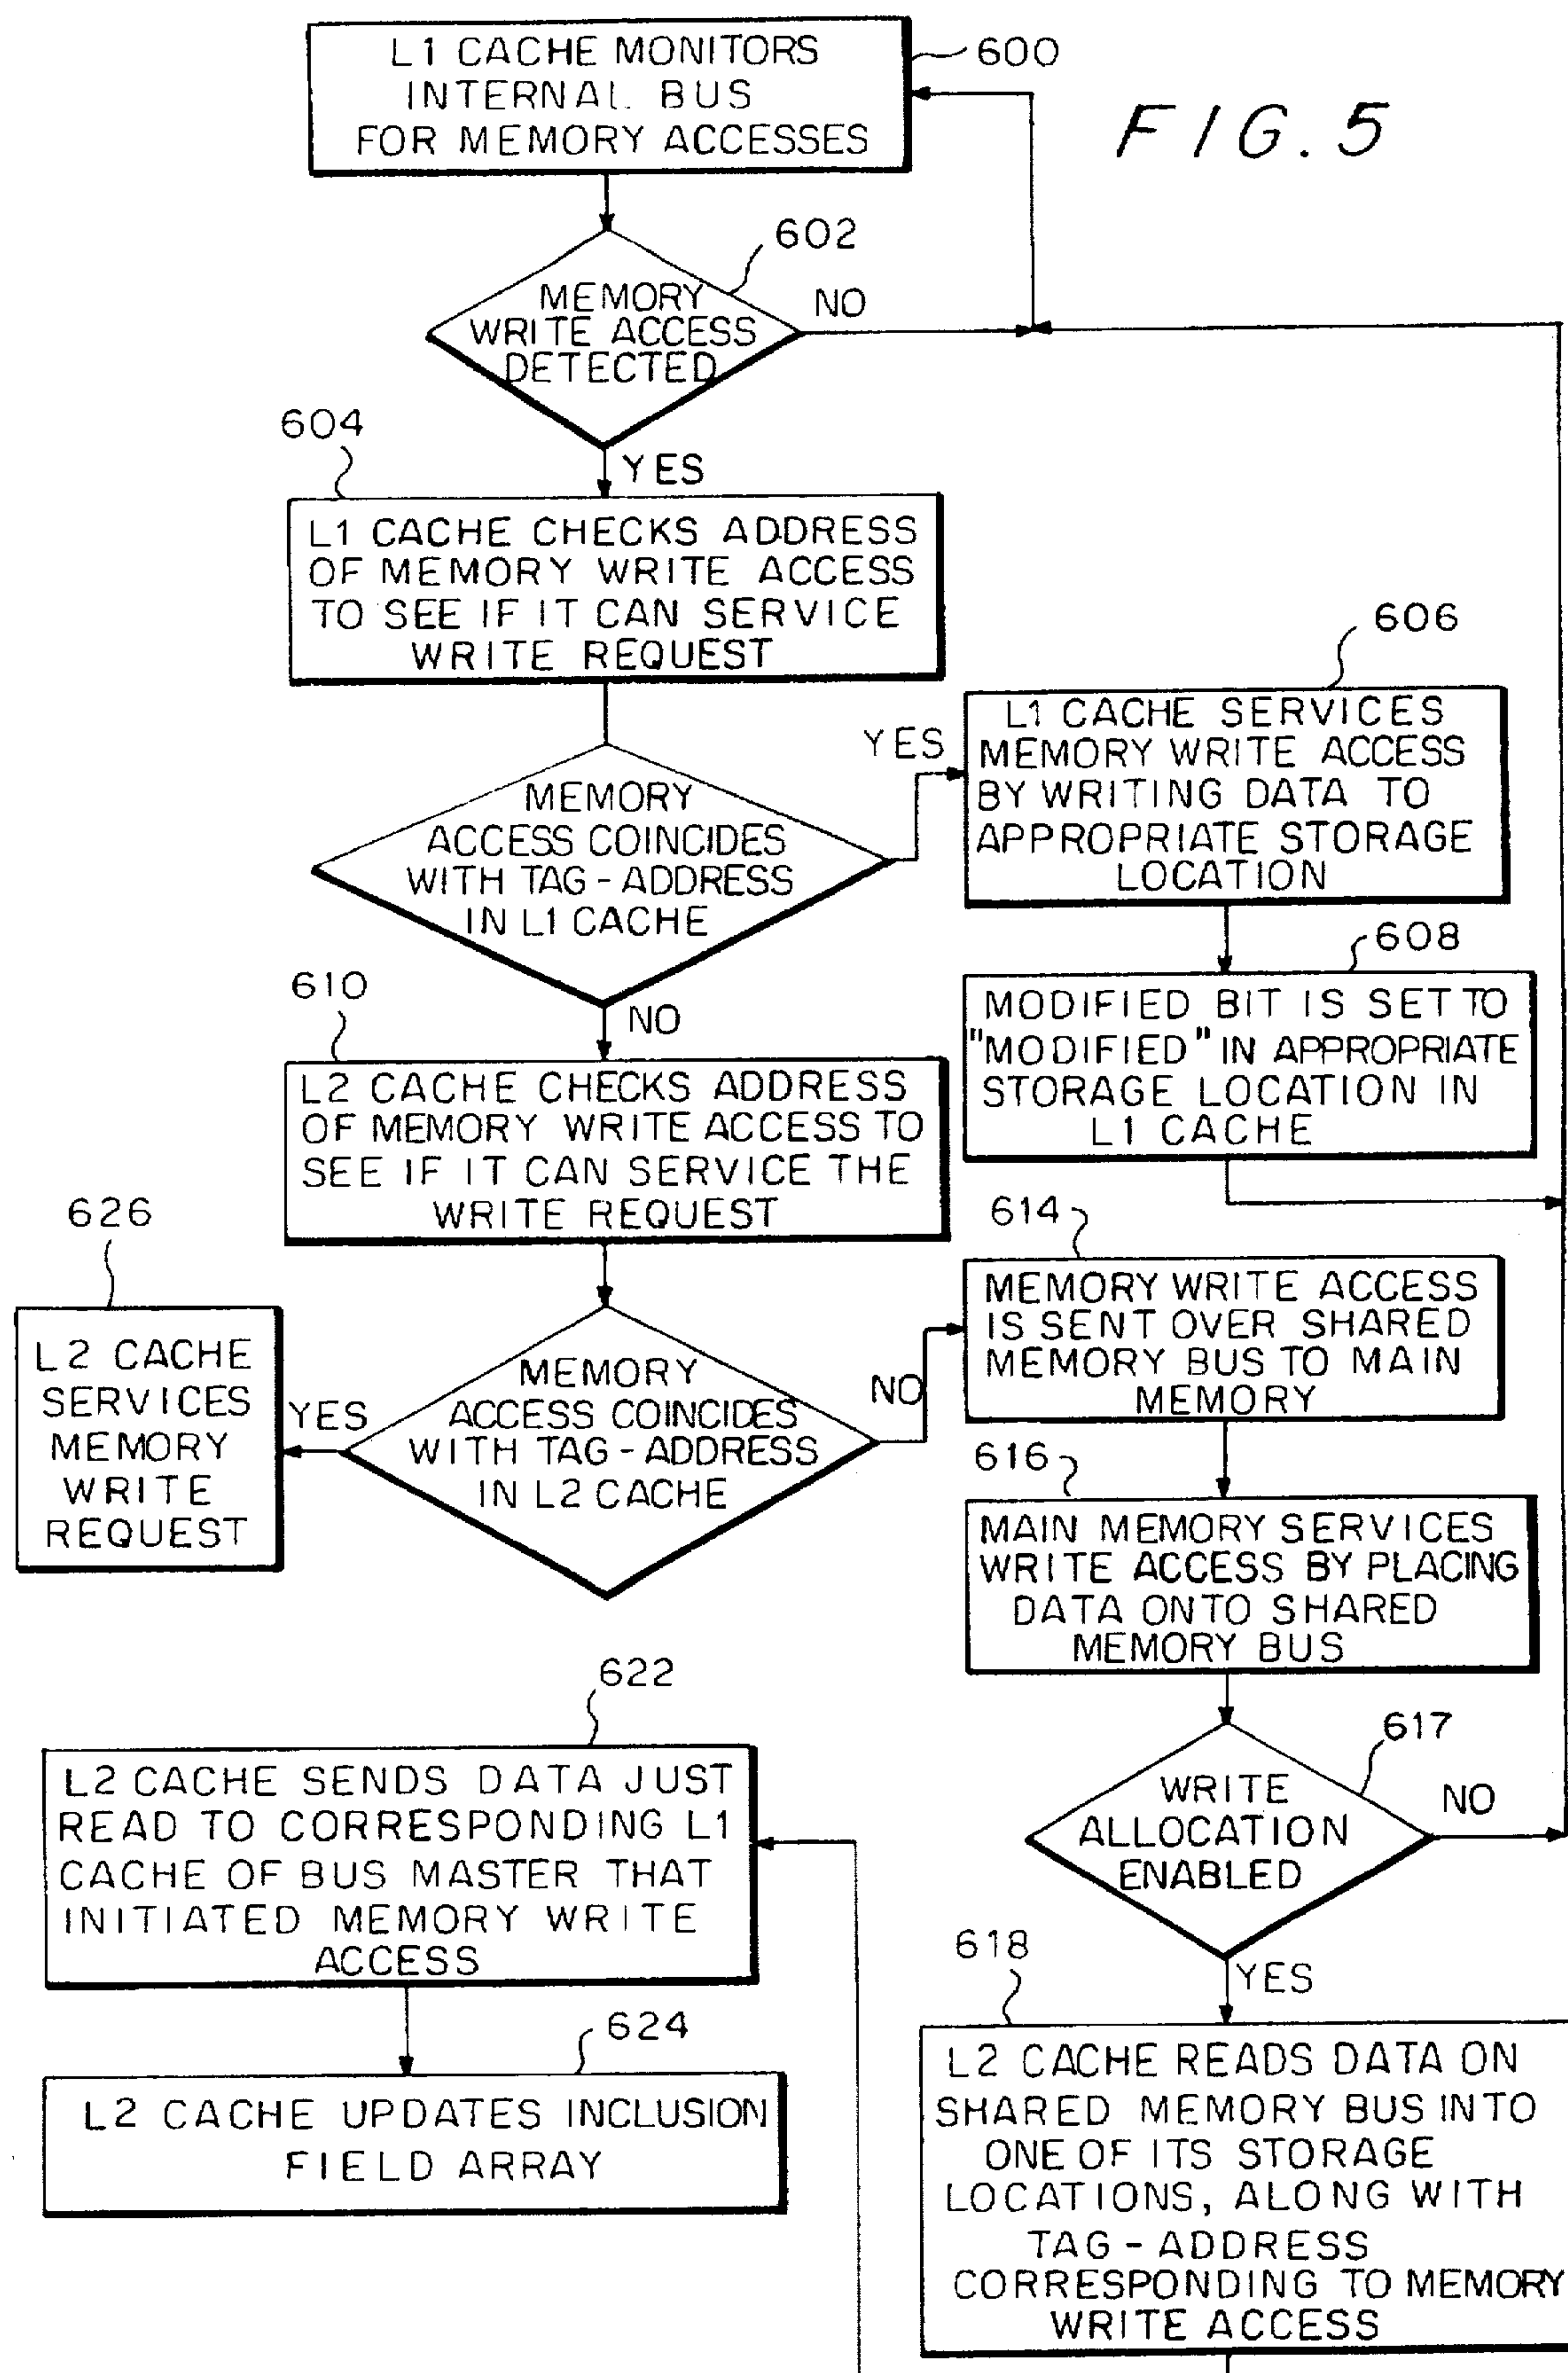 L1 CACHE MONITORS
INTERNAL BUS
FOR MEMORY ACCESSES
600
FIG. 5
602
MEMORY
WRITE ACCESS
DETECTED
NO
YES
604
L1 CACHE CHECKS ADDRESS
OF MEMORY WRITE ACCESS
TO SEE IF IT CAN SERVICE
WRITE REQUEST
MEMORY
ACCESS COINCIDES
WITH TAG-ADDRESS
IN L1 CACHE
YES
606
L1 CACHE SERVICES
MEMORY WRITE ACCESS
BY WRITING DATA TO
APPROPRIATE STORAGE
LOCATION
608
MODIFIED BIT IS SET TO
"MODIFIED" IN APPROPRIATE
STORAGE LOCATION IN
L1 CACHE
NO
610
L2 CACHE CHECKS ADDRESS
OF MEMORY WRITE ACCESS TO
SEE IF IT CAN SERVICE THE
WRITE REQUEST
MEMORY
ACCESS COINCIDES
WITH TAG-ADDRESS
IN L2 CACHE
YES
626
L2 CACHE
SERVICES
MEMORY
WRITE
REQUEST
NO
614
MEMORY WRITE ACCESS
IS SENT OVER SHARED
MEMORY BUS TO MAIN
MEMORY
616
MAIN MEMORY SERVICES
WRITE ACCESS BY PLACING
DATA ONTO SHARED
MEMORY BUS
617
WRITE
ALLOCATION
ENABLED
NO
YES
618
L2 CACHE READS DATA ON
SHARED MEMORY BUS INTO
ONE OF ITS STORAGE
LOCATIONS, ALONG WITH
TAG-ADDRESS
CORRESPONDING TO MEMORY
WRITE ACCESS
622
L2 CACHE SENDS DATA JUST
READ TO CORRESPONDING L1
CACHE OF BUS MASTER THAT
INITIATED MEMORY WRITE
ACCESS
624
L2 CACHE UPDATES INCLUSION
FIELD ARRAY